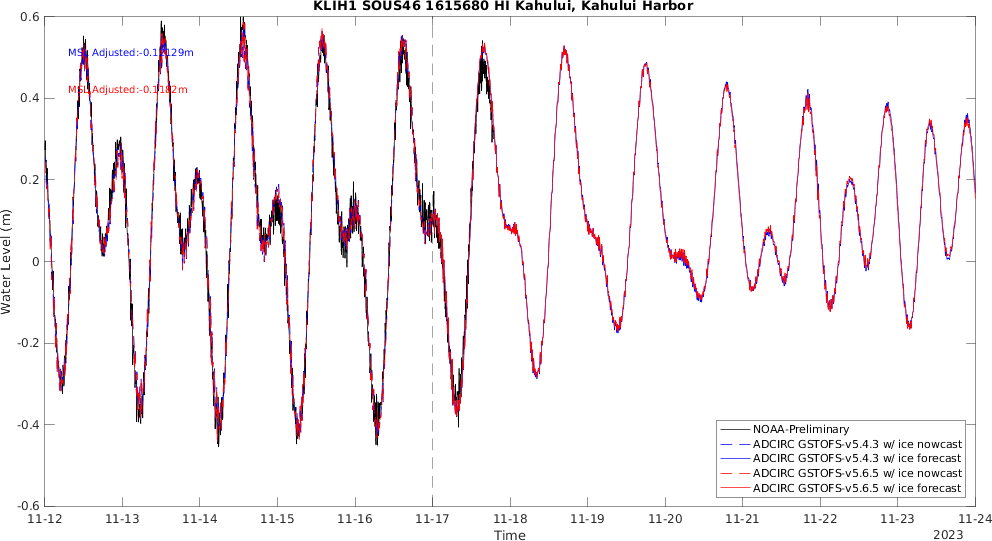 KLIH1 SOUS46 1615680 HI Kahului, Kahului Harbor
0.6
0.4
0.2
0
-0.2
-0.4
-0.6
Water Level (m)
MSL Adjusted:-0.1182m
NOAA-Preliminary
ADCIRC GSTOFS-v5.4.3 w/ ice nowcast
ADCIRC GSTOFS-v5.4.3 w/ ice forecast
ADCIRC GSTOFS-v5.6.5 w/ ice nowcast
ADCIRC GSTOFS-v5.6.5 w/ ice forecast
11-12 11-13 11-14 11-15 11-16 11-17 11-18 11-19 11-20 11-21 11-22 11-23 11-24
Time
2023